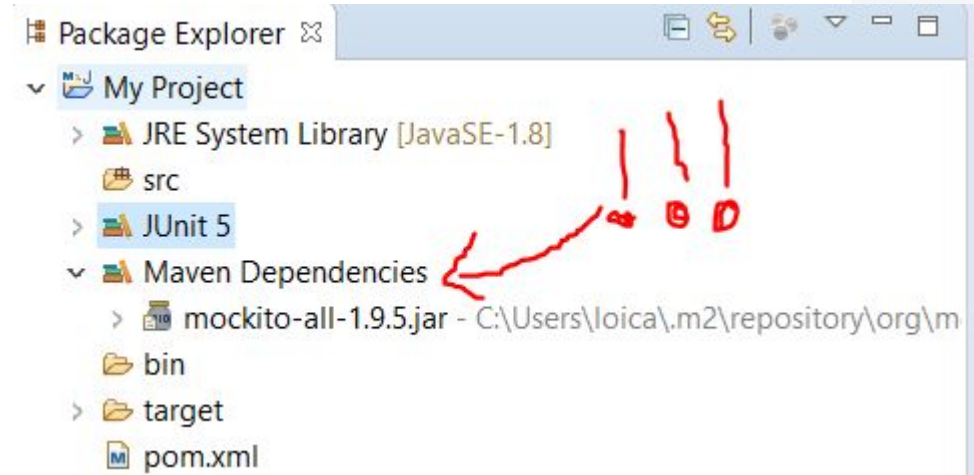 Package Explorer
My Project
JRE System Library [JavaSE-1.8]
src
JUnit 5
Maven Dependencies
mockito-all-1.9.5.jar - C:\Users\loica\.m2\repository\org\m
bin
target
pom.xml